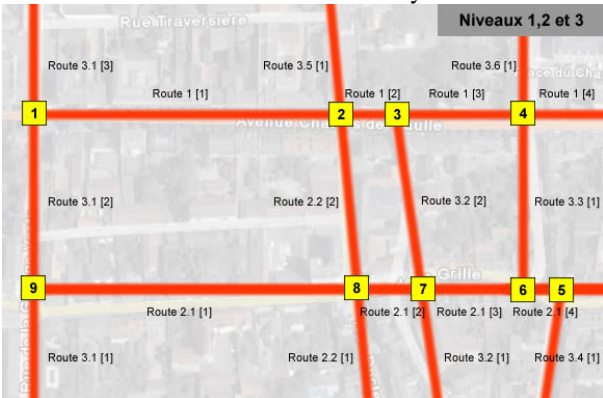 Niveaux 1,2 et 3
Rue Traversière
Route 3.1 [3]
Route 3.5 [1]
Route 3.6 [1]
Route 1 [1]
Route 1 [2]
Route 1 [3]
Route 1 [4]
1
2
3
4
Route 3.1 [2]
Route 2.2 [2]
Route 3.2 [2]
Route 3.3 [1]
Grille
9
8
7
6
5
Route 2.1 [1]
Route 2.1 [2]
Route 2.1 [3]
Route 2.1 [4]
Route 3.1 [1]
Route 2.2 [1]
Route 3.2 [1]
Route 3.4 [1]